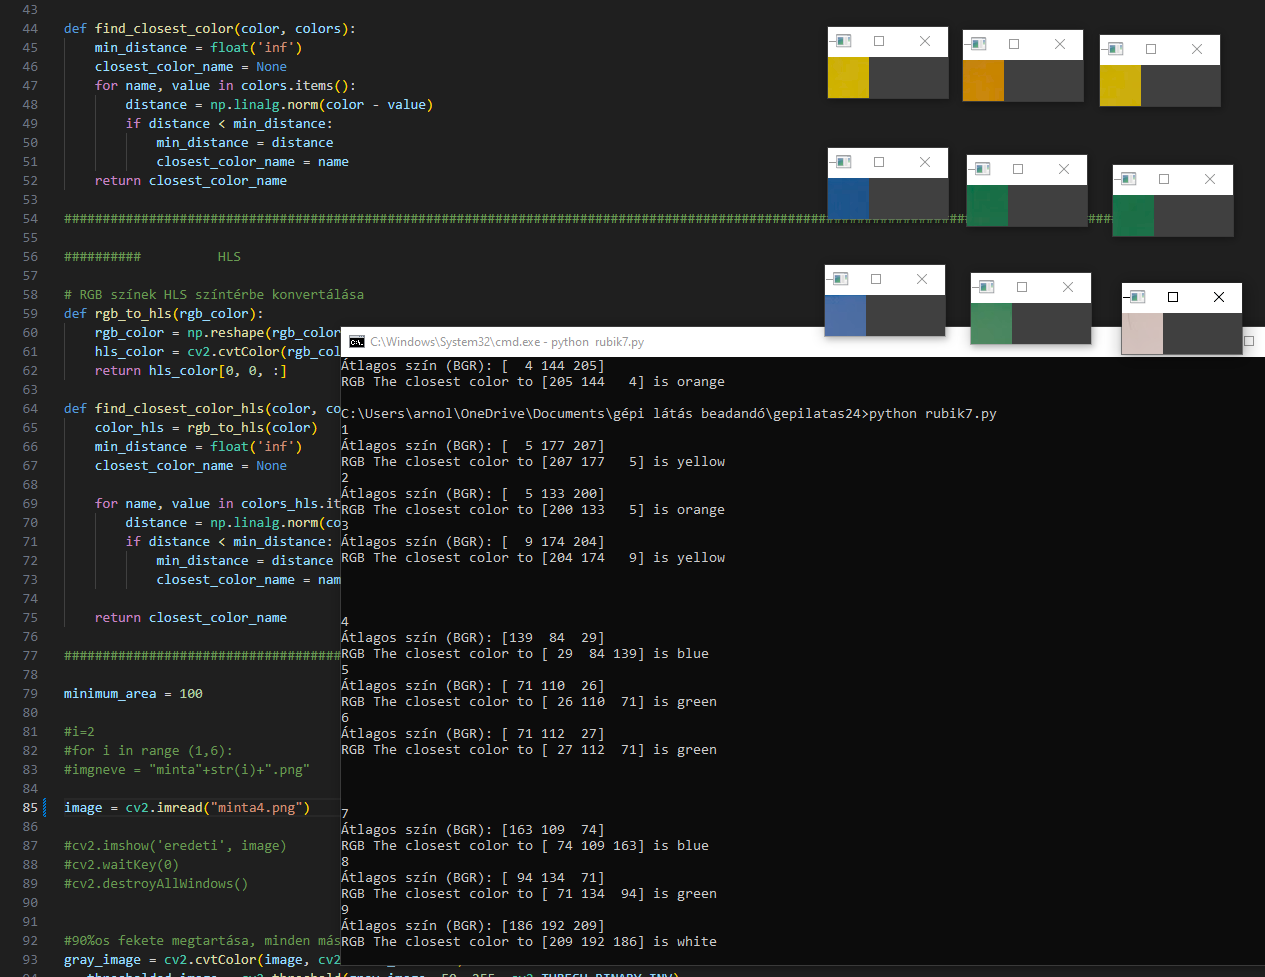 43
44 def find_closest_color(color, colors):
45 min_distance = float('inf')
46 closest_color_name = None
47 for name, value in colors.items():
48 distance = np.linalg.norm(color - value)
49 if distance < min_distance:
50 min_distance = distance
51 closest_color_name = name
52 return closest_color_name
53
54 ####################################################################################################################################
55
56 ########## HLS
57
58 # RGB színek HLS színtérbe konvertálása
59 def rgb_to_hls(rgb_color):
60 rgb_color = np.reshape(rgb_color
61 hls_color = cv2.cvtColor(rgb_col
62 return hls_color[0, 0, :]
63
64 def find_closest_color_hls(color, co
65 color_hls = rgb_to_hls(color)
66 min_distance = float('inf')
67 closest_color_name = None
68
69 for name, value in colors_hls.it
70 distance = np.linalg.norm(co
71 if distance < min_distance:
72 min_distance = distance
73 closest_color_name = nam
74
75 return closest_color_name
76
77 ####################################
78
79 minimum_area = 100
80
81 #i=2
82 #for i in range (1,6):
83 #imgneve = "minta"+str(i)+".png"
84
85 image = cv2.imread("minta4.png")
86
87 #cv2.imshow('eredeti', image)
88 #cv2.waitKey(0)
89 #cv2.destroyAllWindows()
90
91
92 #90%os fekete megtartása, minden más
93 gray_image = cv2.cvtColor(image, cv2
C:\Windows\System32\cmd.exe - python rubik7.py
Átlagos szín (BGR): [  4 144 205]
RGB The closest color to [205 144   4] is orange
C:\Users\arnol\OneDrive\Documents\gépi látás beadandó\gepilatas24>python rubik7.py
1
Átlagos szín (BGR): [  5 177 207]
RGB The closest color to [207 177   5] is yellow
2
Átlagos szín (BGR): [  5 133 200]
RGB The closest color to [200 133   5] is orange
3
Átlagos szín (BGR): [  9 174 204]
RGB The closest color to [204 174   9] is yellow
4
Átlagos szín (BGR): [139  84  29]
RGB The closest color to [ 29  84 139] is blue
5
Átlagos szín (BGR): [ 71 110  26]
RGB The closest color to [ 26 110  71] is green
6
Átlagos szín (BGR): [ 71 112  27]
RGB The closest color to [ 27 112  71] is green
7
Átlagos szín (BGR): [163 109  74]
RGB The closest color to [ 74 109 163] is blue
8
Átlagos szín (BGR): [ 94 134  71]
RGB The closest color to [ 71 134  94] is green
9
Átlagos szín (BGR): [186 192 209]
RGB The closest color to [209 192 186] is white